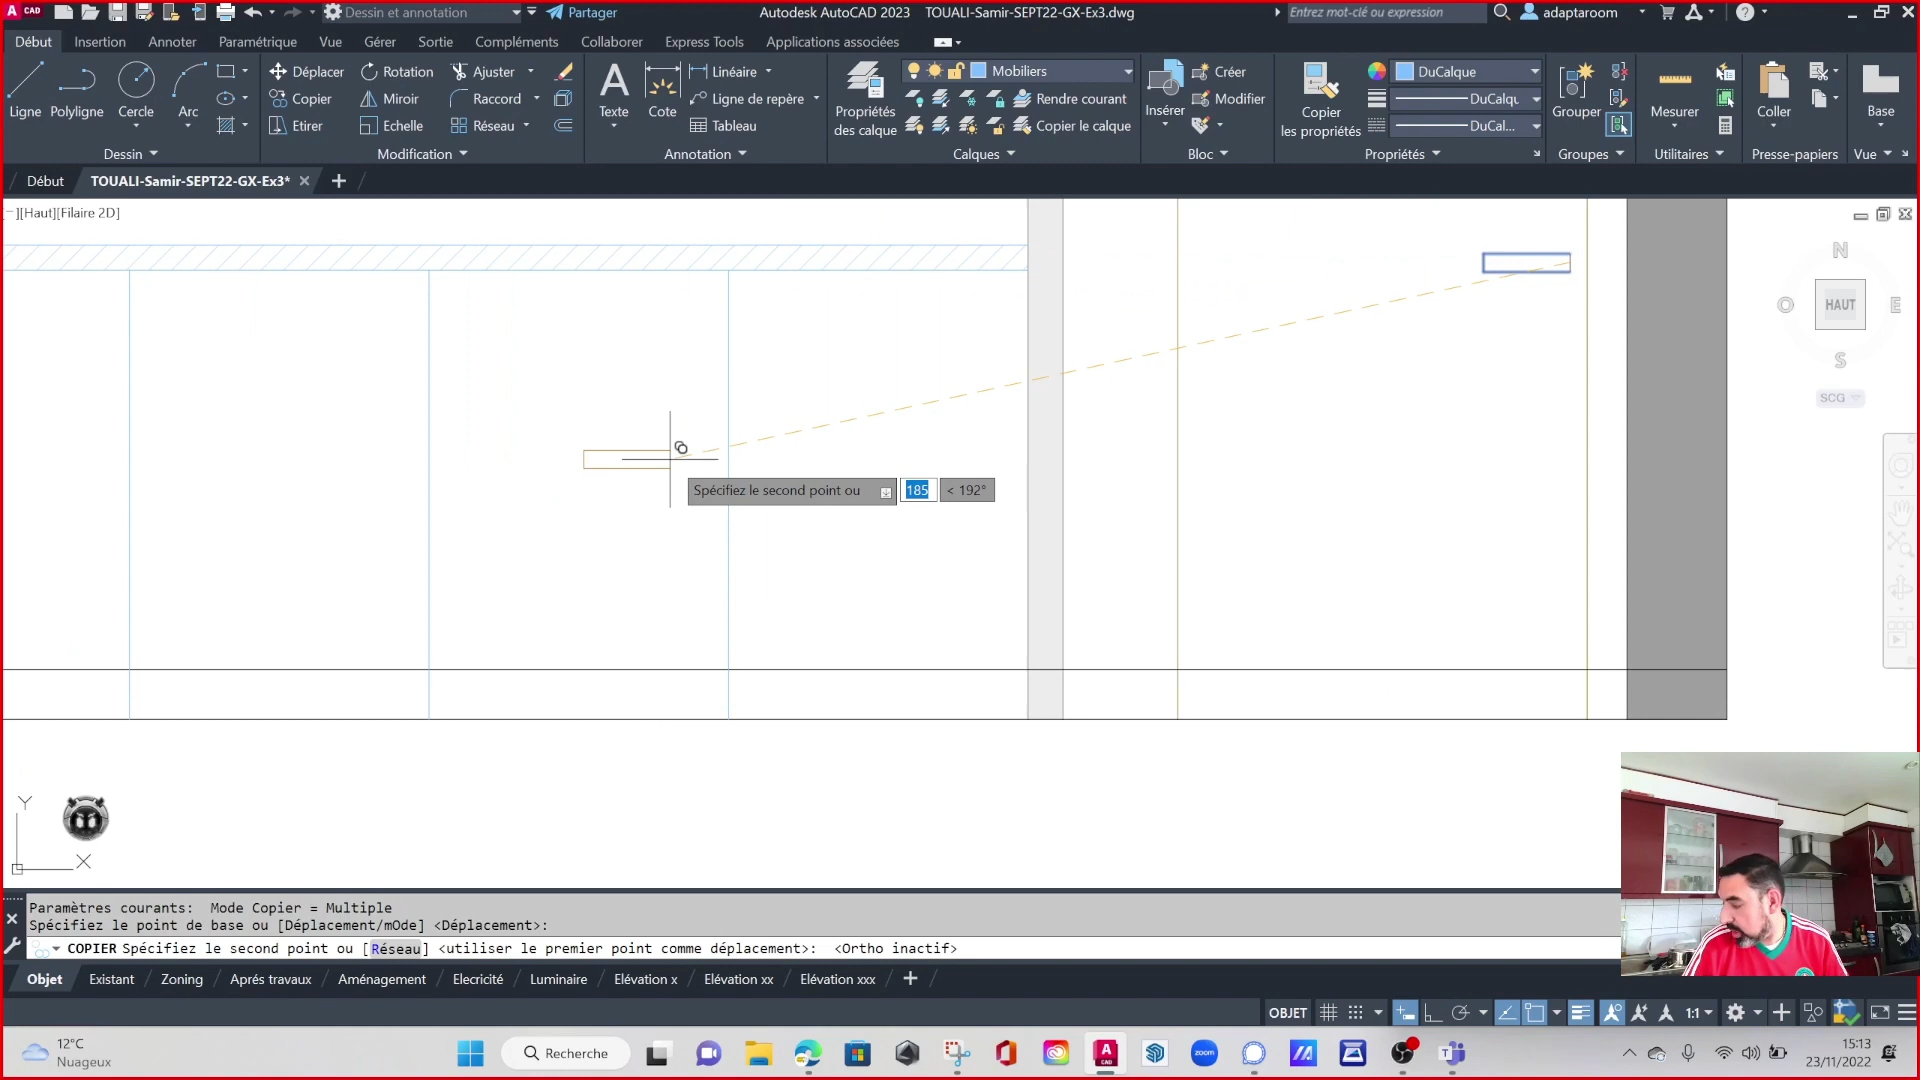 A CAD
Dessin et annotation
Partager
Autodesk AutoCAD 2023 TOUALI-Samir-SEPT22-GX-Ex3.dwg
Entrez mot-clé ou expression
adaptaroom
Début Insertion Annoter Paramétrique Vue Gérer Sortie Compléments Collaborer Express Tools Applications associées
Ligne Polyligne Cercle Arc
Déplacer Rotation Ajuster
Copier Miroir Raccord
Etirer Echelle Réseau
Texte Cote
Linéaire
Ligne de repère
Tableau
Propriétés des calque
Mobiliers
Rendre courant
Copier le calque
Insérer
Créer
Modifier
Copier les propriétés
DuCalque
DuCalqu
DuCal...
Grouper
Mesurer
Coller
Base
Dessin Modification Annotation Calques Bloc Propriétés Groupes Utilitaires Presse-papiers Vue
Début TOUALI-Samir-SEPT22-GX-Ex3*
][Haut][Filaire 2D]
N
O HAUT E
S
SCG
Spécifiez le second point ou 185 < 192°
Y
X
Paramètres courants: Mode Copier = Multiple
Spécifiez le point de base ou [Déplacement/mOde] <Déplacement>:
COPIER Spécifiez le second point ou [Réseau] <utiliser le premier point comme déplacement>: <Ortho inactif>
Objet Existant Zoning Aprés travaux Aménagement Elecricité Luminaire Elévation x Elévation xx Elévation xxx
OBJET 1:1
12°C
Nuageux
Recherche
zoom
15:13
23/11/2022